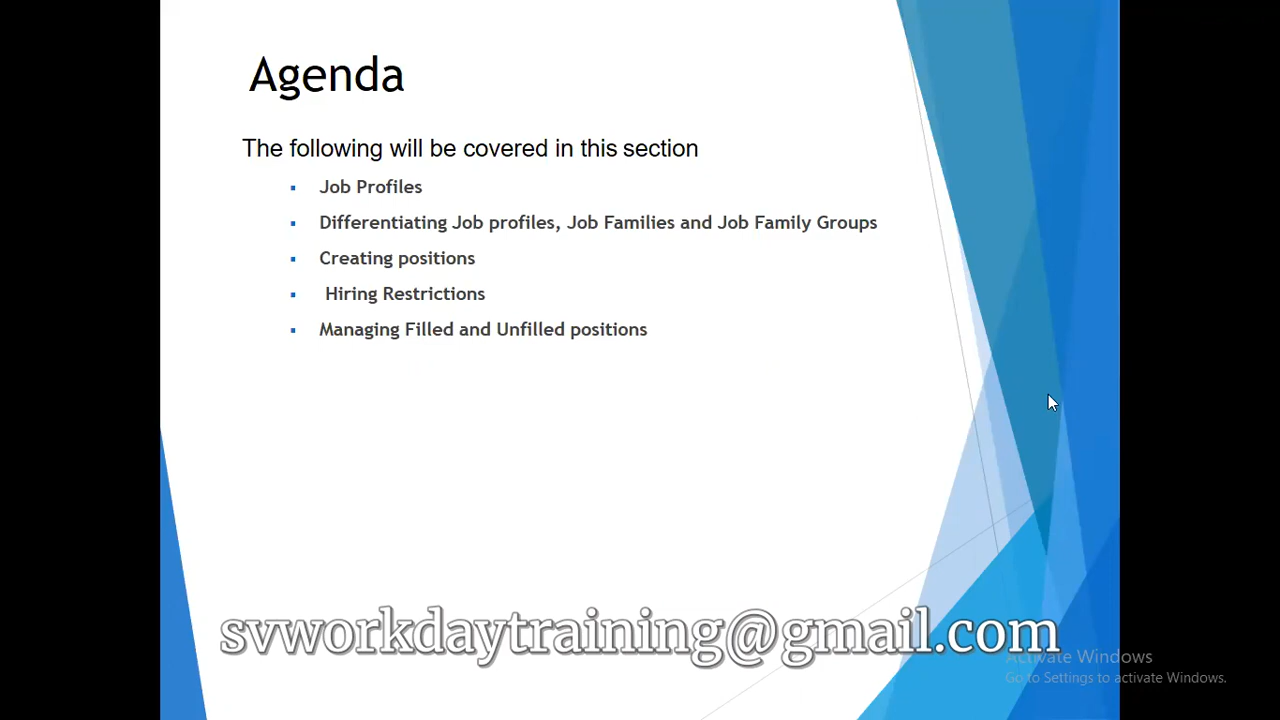 Agenda
The following will be covered in this section
▪ Job Profiles
▪ Differentiating Job profiles, Job Families and Job Family Groups
▪ Creating positions
▪ Hiring Restrictions
▪ Managing Filled and Unfilled positions
svworkdaytraining@gmail.com
Activate Windows
Go to Settings to activate Windows.